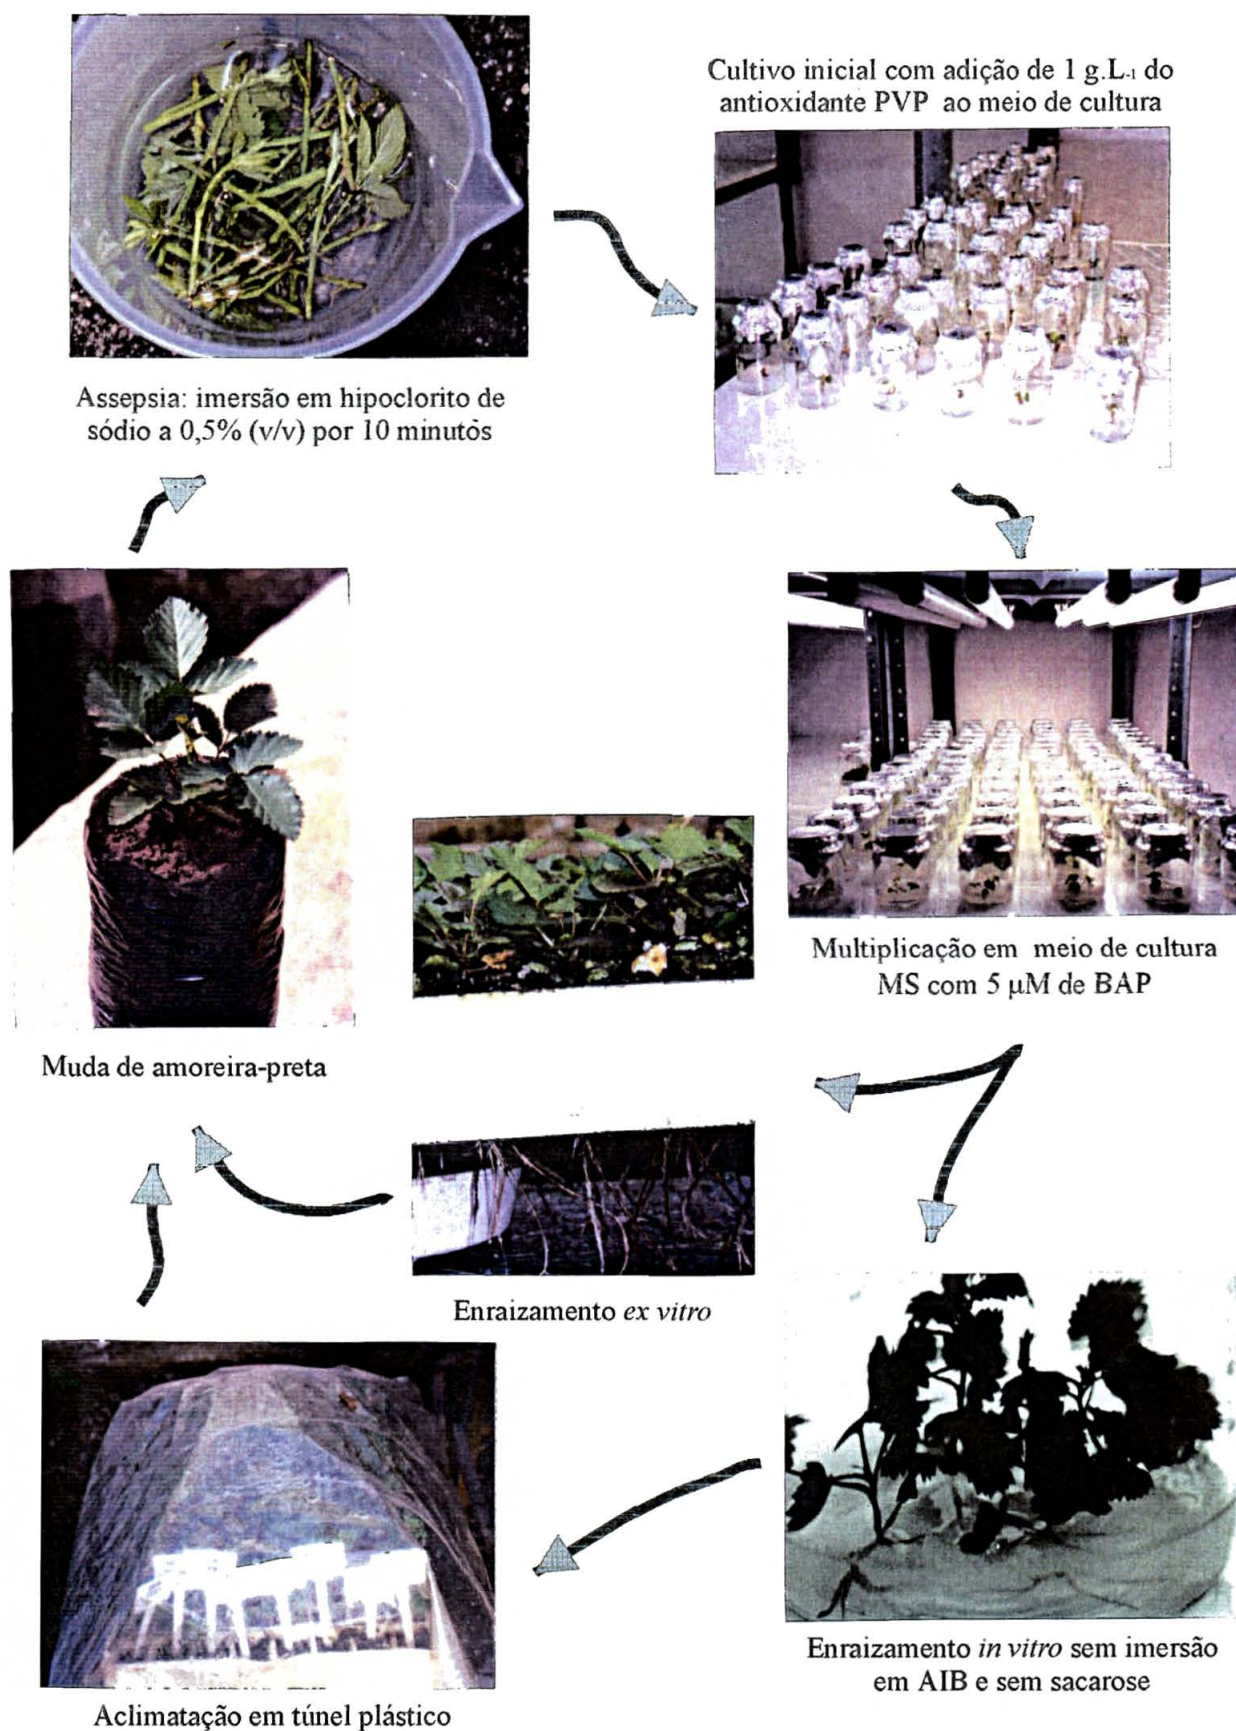 Cultivo inicial com adição de 1 g.L-1 do
antioxidante PVP ao meio de cultura
Assepsia: imersão em hipoclorito de
sódio a 0,5% (v/v) por 10 minutos
Multiplicação em meio de cultura
MS com 5 μM de BAP
Muda de amoreira-preta
Enraizamento ex vitro
Enraizamento in vitro sem imersão
em AIB e sem sacarose
Aclimatação em túnel plástico